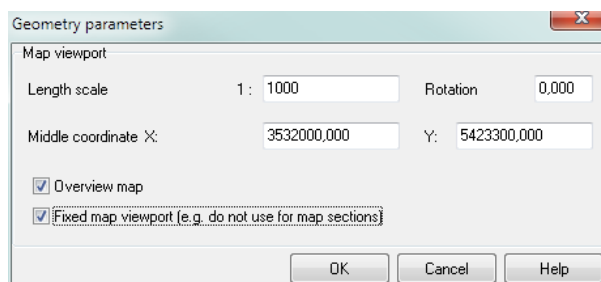 Geometry parameters
Map viewport
Length scale 1 : 1000 Rotation 0,000
Middle coordinate X: 3532000,000 Y: 5423300,000
Overview map
Fixed map viewport (e.g. do not use for map sections)
OK Cancel Help